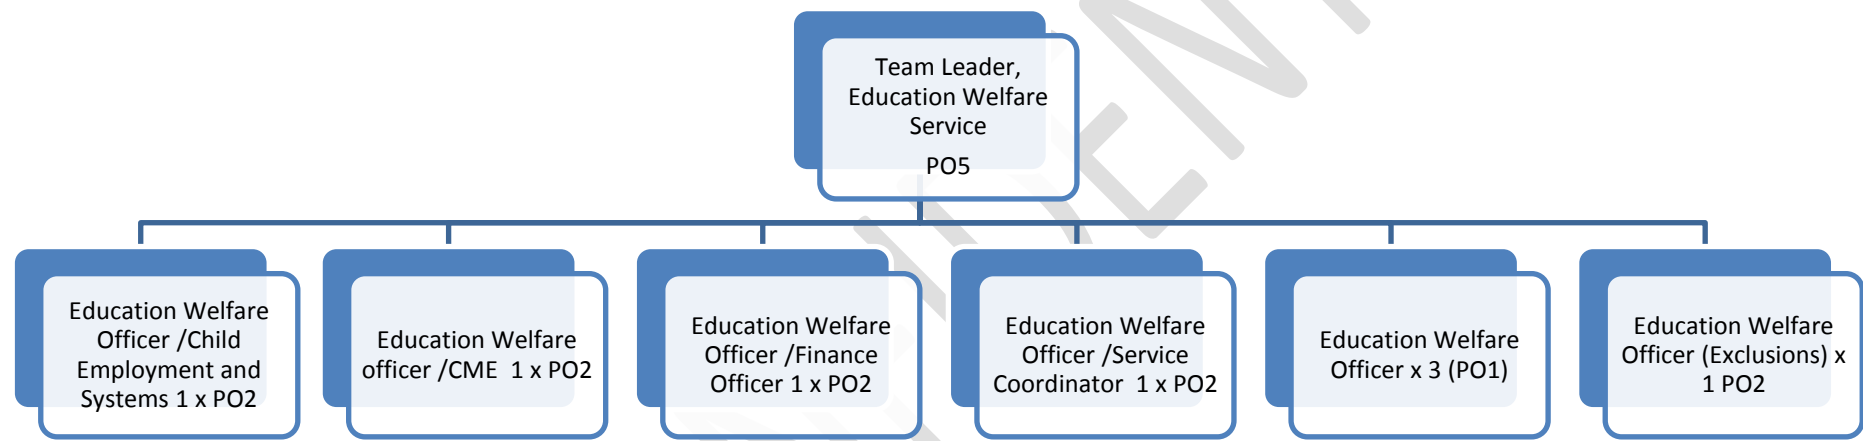 Team Leader,
Education Welfare
Service
PO5
Education Welfare
Officer /Child
Employment and
Systems 1 x PO2
Education Welfare
officer /CME  1 x PO2
Education Welfare
Officer /Finance
Officer 1 x PO2
Education Welfare
Officer /Service
Coordinator  1 x PO2
Education Welfare
Officer x 3 (PO1)
Education Welfare
Officer (Exclusions) x
1 PO2